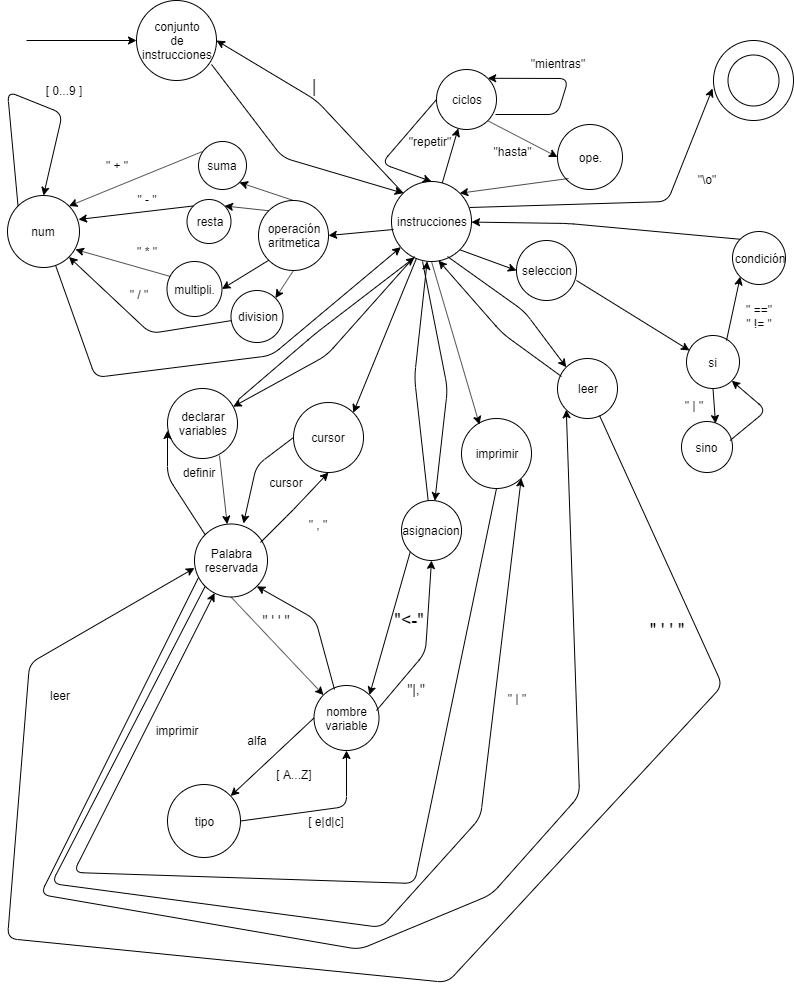 conjunto
de
instrucciones
|
"mientras"
[ 0...9 ]
ciclos
"repetir"
"hasta"
ope.
" + "
suma
" - "
resta
"\o"
instrucciones
num
operación
aritmetica
" * "
condición
seleccion
multipli.
" / "
division
" =="
" != "
si
leer
" | "
declarar
variables
cursor
sino
imprimir
definir
cursor
" , "
asignacion
Palabra
reservada
" ' ' "
"<-"
" ' ' "
leer
"|,"
" | "
nombre
variable
imprimir
alfa
[ A...Z]
tipo
[ e|d|c]